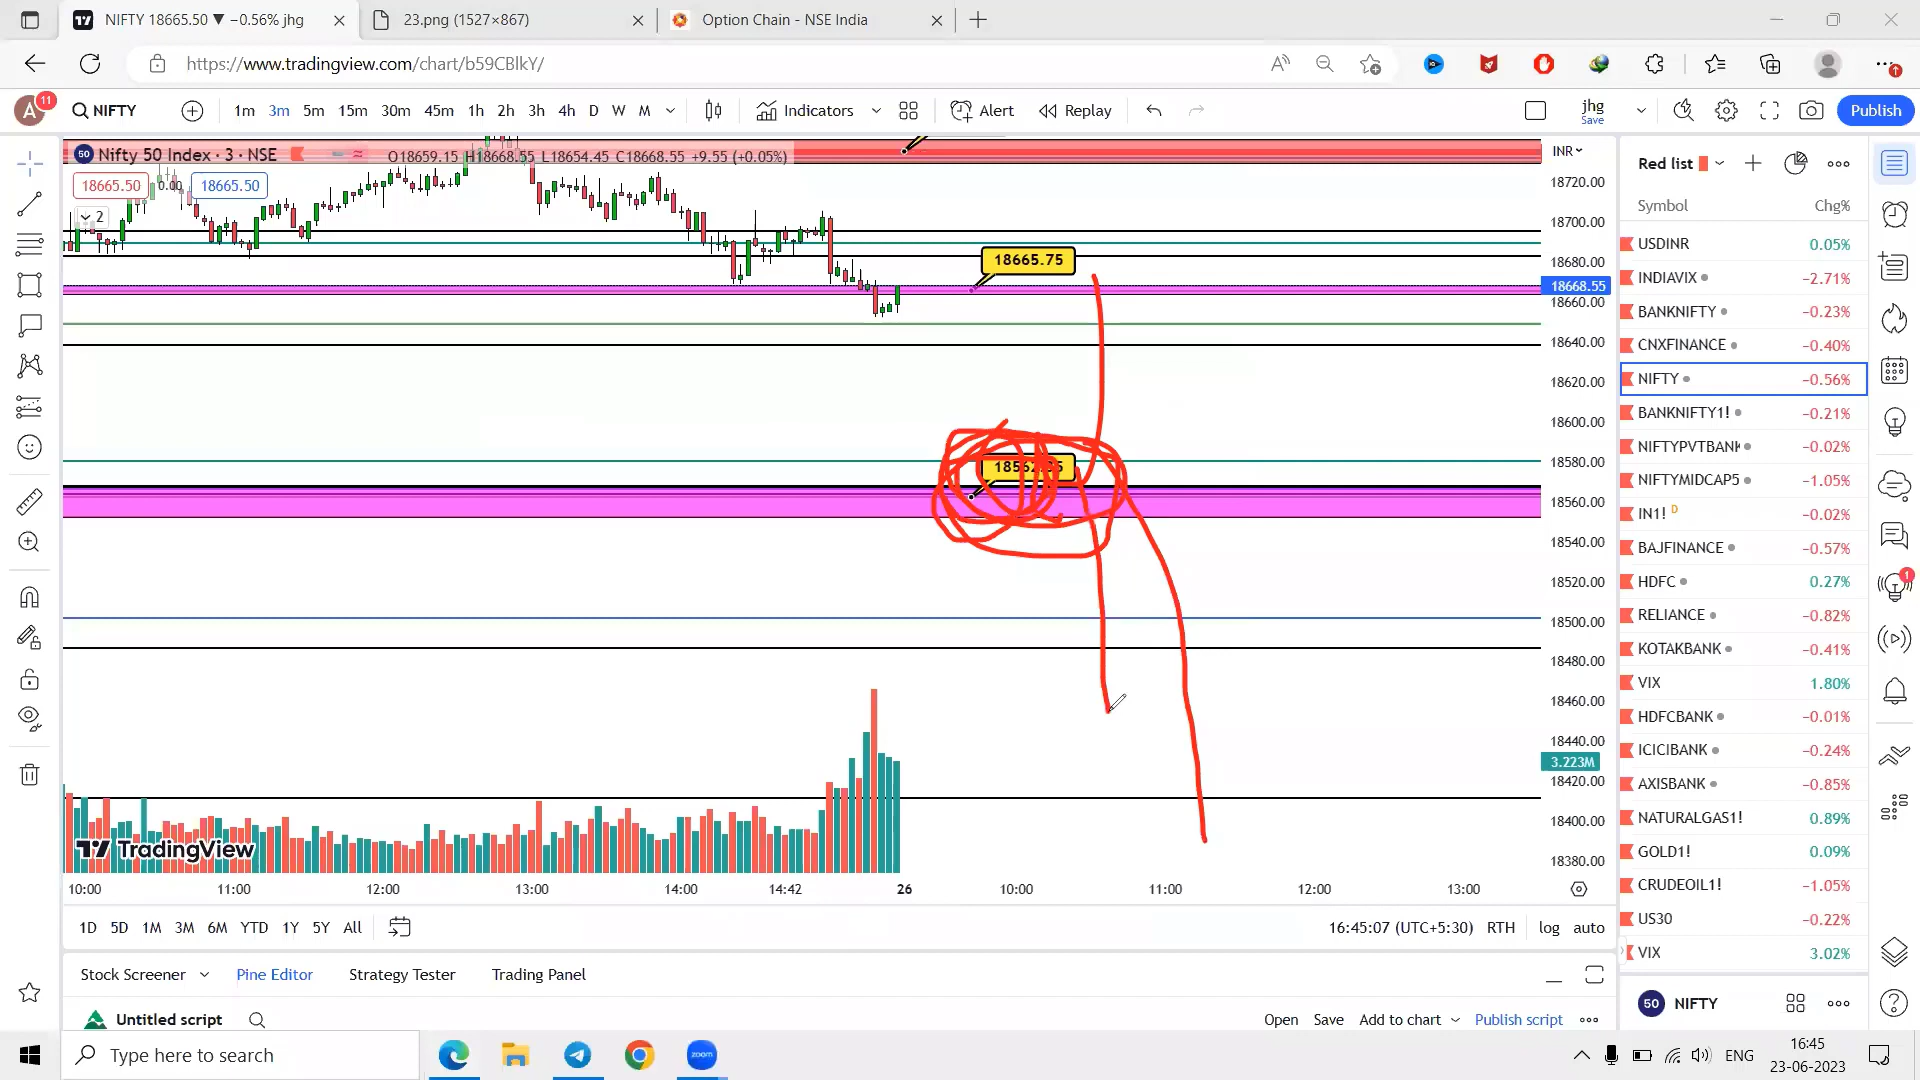 NIFTY 18665.50 ▼ −0.56% jhg
23.png (1527×867)
Option Chain - NSE India
https://www.tradingview.com/chart/b59CBlkY/
A 11
NIFTY
1m 3m 5m 15m 30m 45m 1h 2h 3h 4h D W M
Indicators
Alert
Replay
jhg
Save
Publish
50 Nifty 50 Index · 3 · NSE
O18659.15 H18668.55 L18654.45 C18668.55 +9.55 (+0.05%)
18665.50 0.00 18665.50
2
18665.75
INR
18720.00
18700.00
18680.00
18668.55
18660.00
18640.00
18620.00
18600.00
18580.00
18560.00
18540.00
18520.00
18500.00
18480.00
18460.00
18440.00
3.223M
18420.00
18400.00
18380.00
TradingView
10:00 11:00 12:00 13:00 14:00 14:42 26 10:00 11:00 12:00 13:00
1D 5D 1M 3M 6M YTD 1Y 5Y All
16:45:07 (UTC+5:30) RTH log auto
Stock Screener Pine Editor Strategy Tester Trading Panel
Untitled script
Open Save Add to chart Publish script
Red list
Symbol Chg%
USDINR 0.05%
INDIAVIX −2.71%
BANKNIFTY −0.23%
CNXFINANCE −0.40%
NIFTY −0.56%
BANKNIFTY1! −0.21%
NIFTYPVTBANK −0.02%
NIFTYMIDCAP5 −1.05%
IN1! D −0.02%
BAJFINANCE −0.57%
HDFC 0.27%
RELIANCE −0.82%
KOTAKBANK −0.41%
VIX 1.80%
HDFCBANK −0.01%
ICICIBANK −0.24%
AXISBANK −0.85%
NATURALGAS1! 0.89%
GOLD1! 0.09%
CRUDEOIL1! −1.05%
US30 −0.22%
VIX 3.02%
50 NIFTY
1
Type here to search
zoom
ENG
16:45
23-06-2023